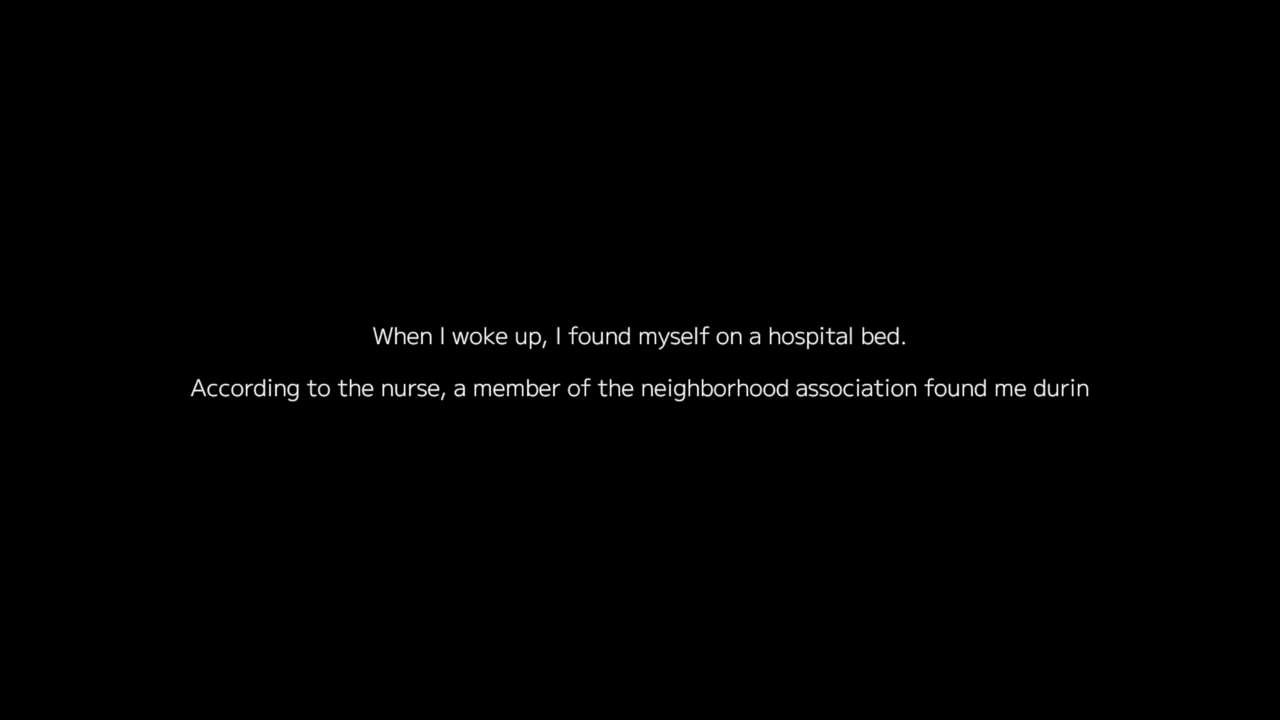 When I woke up, I found myself on a hospital bed.
According to the nurse, a member of the neighborhood association found me durin